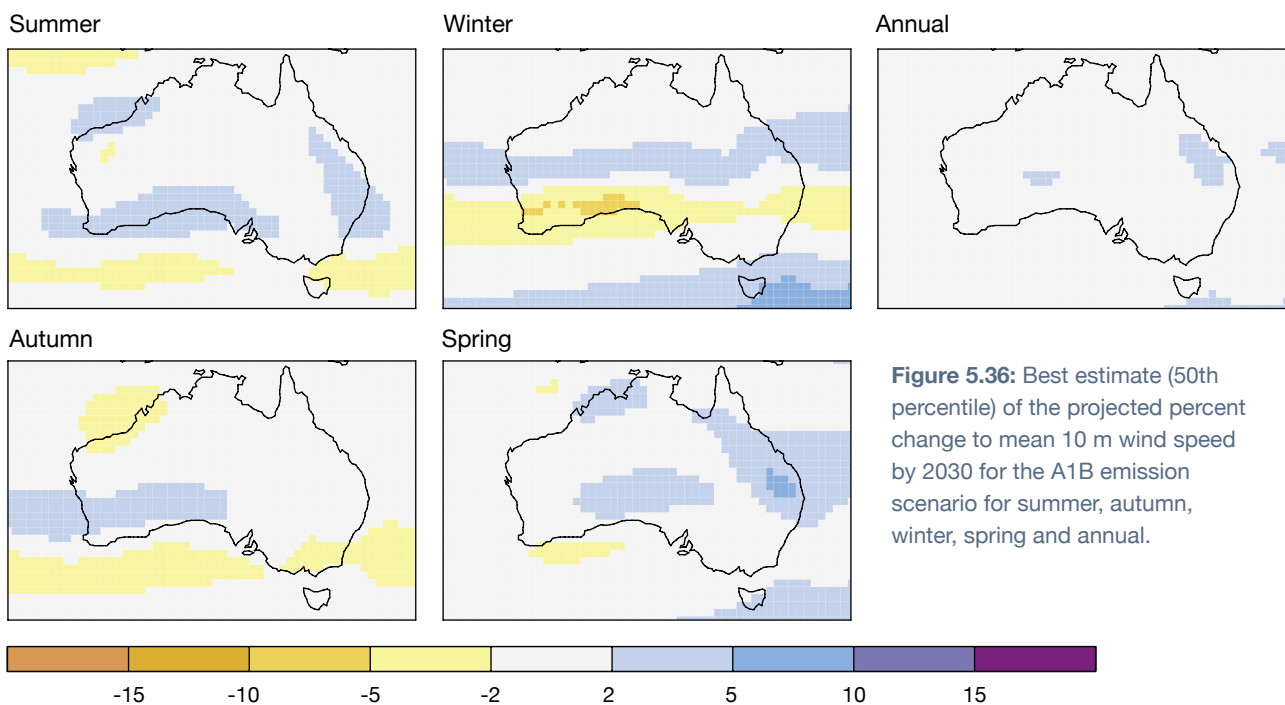 Summer
Winter
Annual
Autumn
Spring
Figure 5.36: Best estimate (50th
percentile) of the projected percent
change to mean 10 m wind speed
by 2030 for the A1B emission
scenario for summer, autumn,
winter, spring and annual.
-15 -10 -5 -2 2 5 10 15